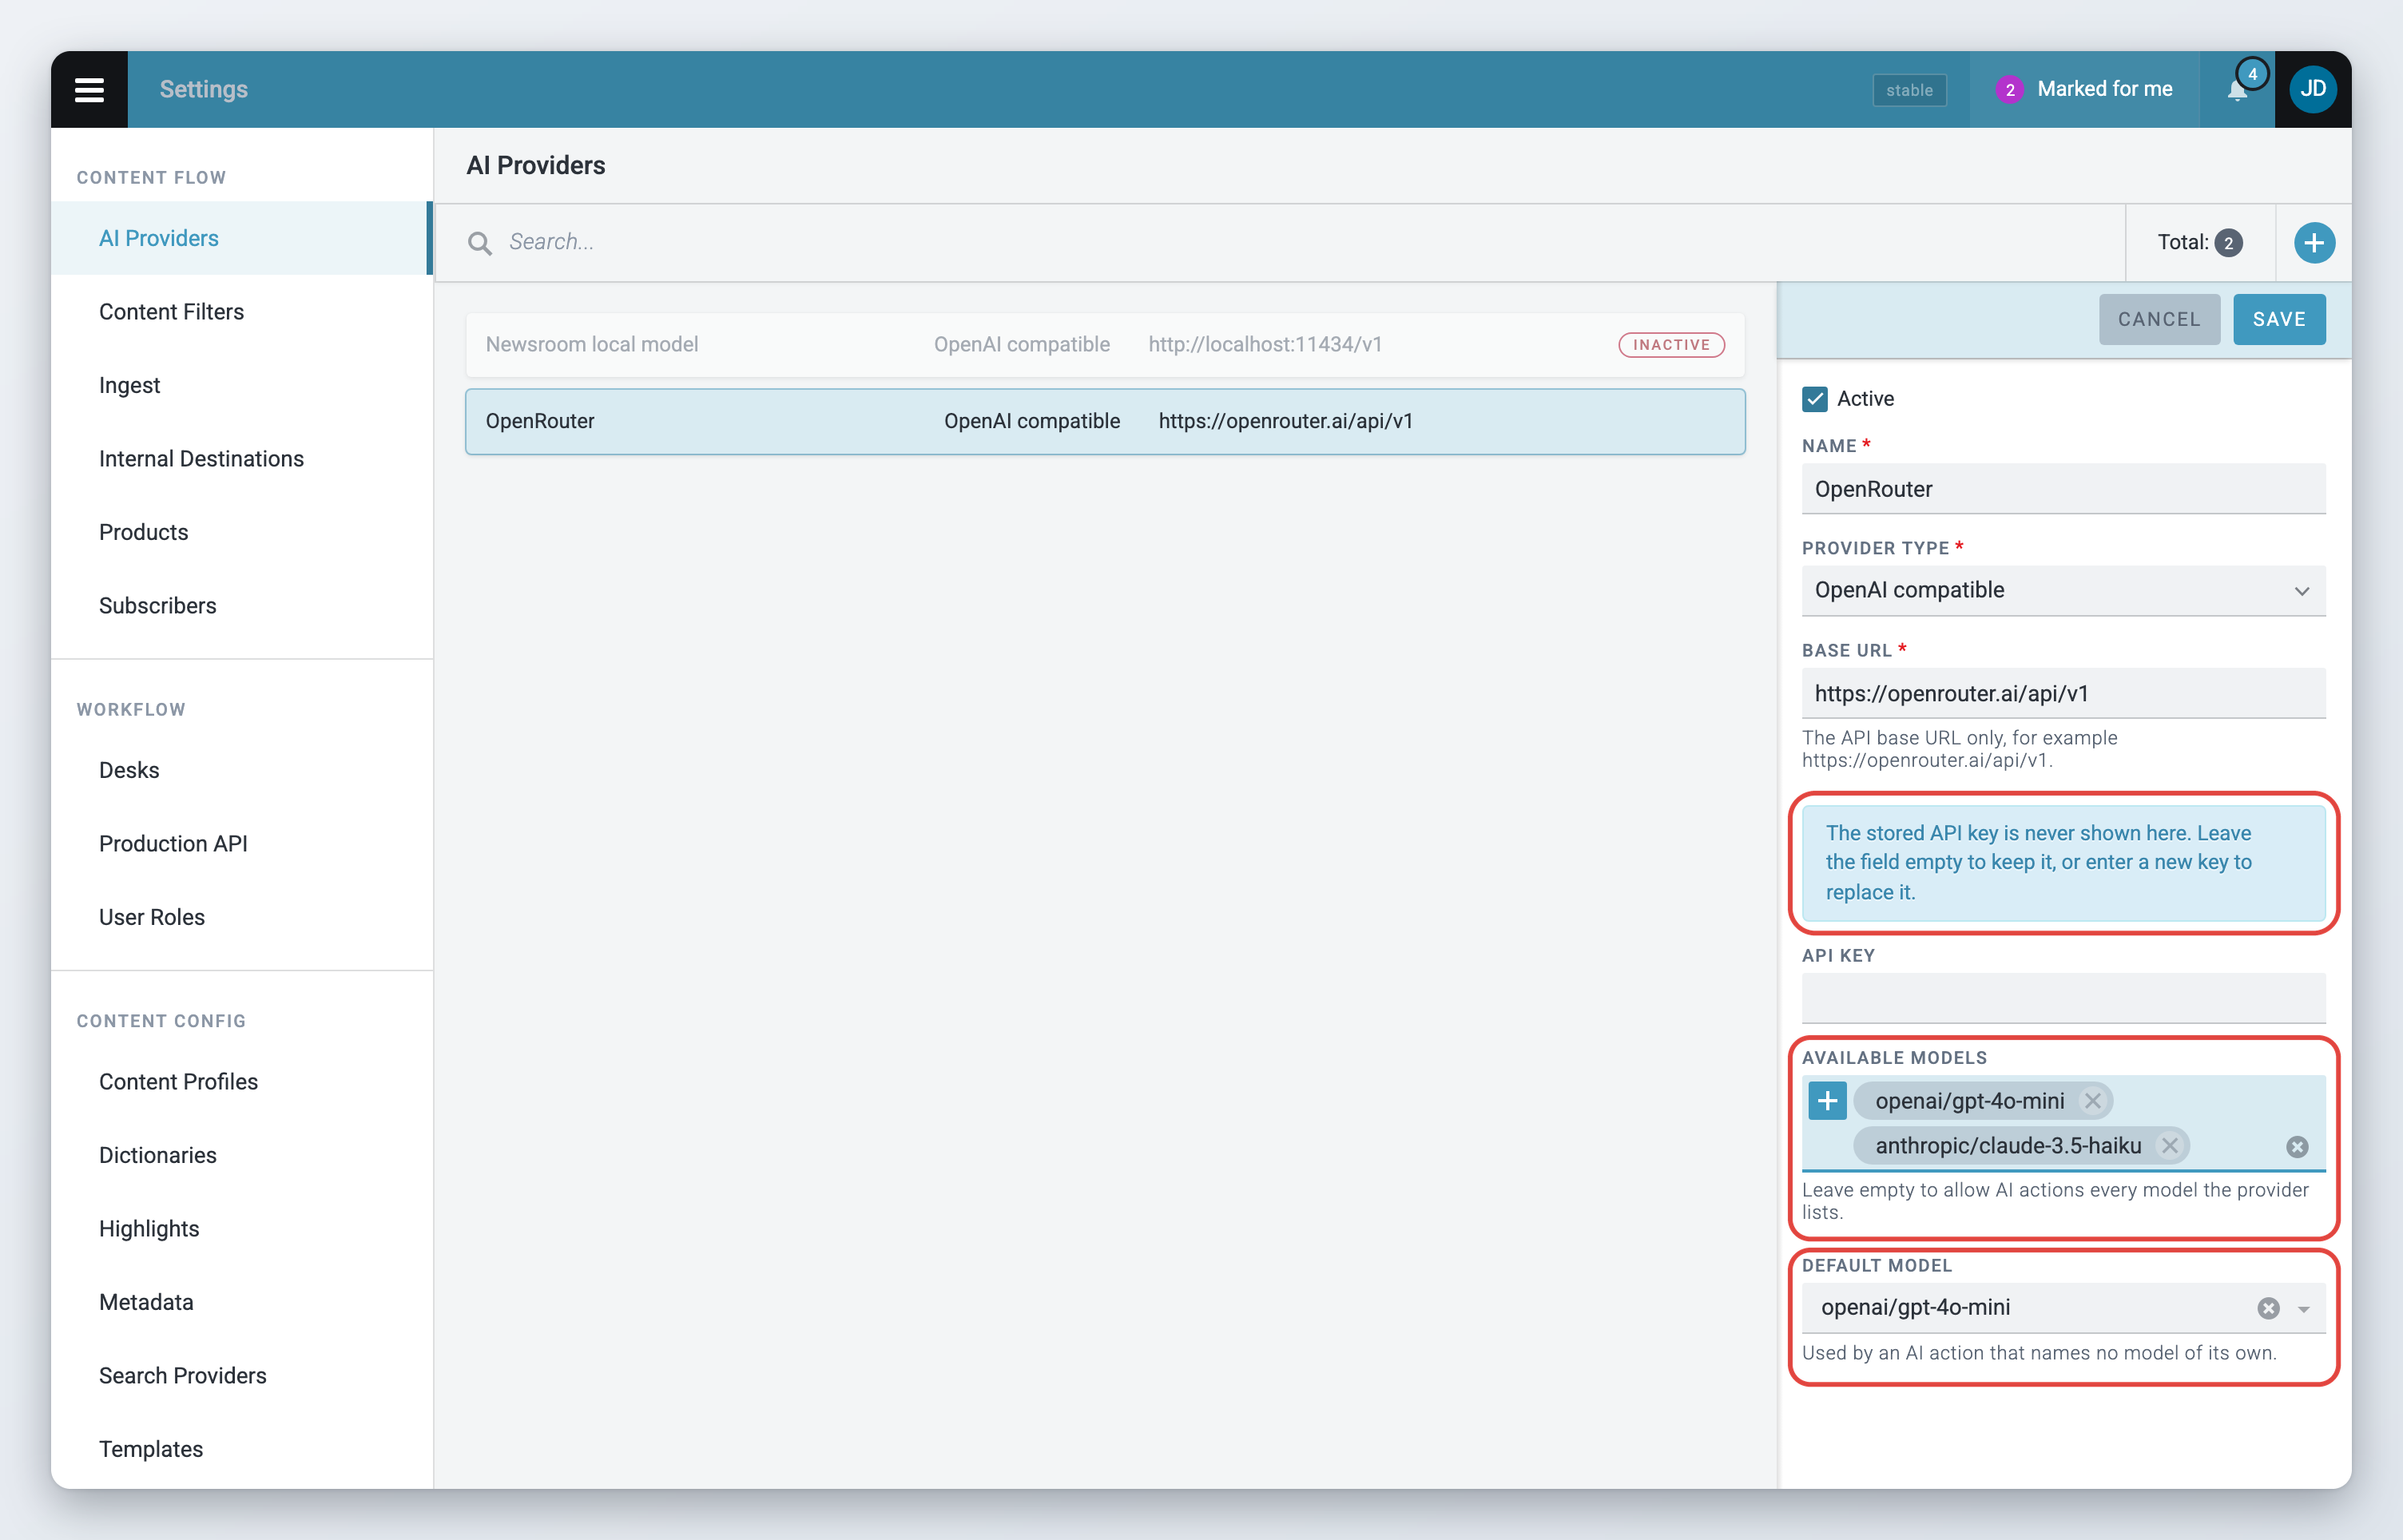 Settings
stable
2 Marked for me
4
JD
CONTENT FLOW
AI Providers
Content Filters
Ingest
Internal Destinations
Products
Subscribers
WORKFLOW
Desks
Production API
User Roles
CONTENT CONFIG
Content Profiles
Dictionaries
Highlights
Metadata
Search Providers
Templates
AI Providers
Search...
Total: 2
Newsroom local model OpenAI compatible http://localhost:11434/v1 INACTIVE
OpenRouter OpenAI compatible https://openrouter.ai/api/v1
CANCEL SAVE
Active
NAME *
OpenRouter
PROVIDER TYPE *
OpenAI compatible
BASE URL *
https://openrouter.ai/api/v1
The API base URL only, for example
https://openrouter.ai/api/v1.
The stored API key is never shown here. Leave
the field empty to keep it, or enter a new key to
replace it.
API KEY
AVAILABLE MODELS
openai/gpt-4o-mini
anthropic/claude-3.5-haiku
Leave empty to allow AI actions every model the provider
lists.
DEFAULT MODEL
openai/gpt-4o-mini
Used by an AI action that names no model of its own.